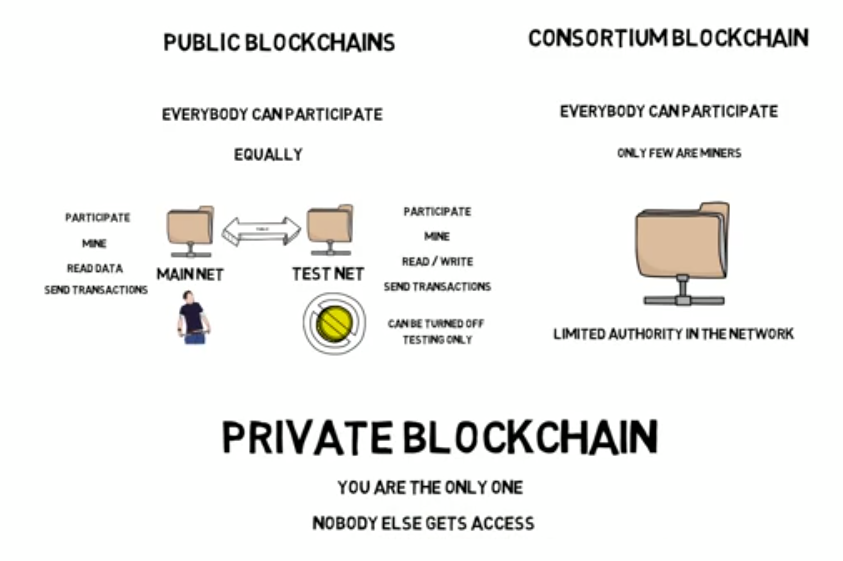 PUBLIC BLOCKCHAINS
EVERYBODY CAN PARTICIPATE
EQUALLY
PARTICIPATE
MINE
READ DATA
SEND TRANSACTIONS
MAIN NET
TEST NET
PARTICIPATE
MINE
READ / WRITE
SEND TRANSACTIONS
CAN BE TURNED OFF
TESTING ONLY
CONSORTIUM BLOCKCHAIN
EVERYBODY CAN PARTICIPATE
ONLY FEW ARE MINERS
LIMITED AUTHORITY IN THE NETWORK
PRIVATE BLOCKCHAIN
YOU ARE THE ONLY ONE
NOBODY ELSE GETS ACCESS